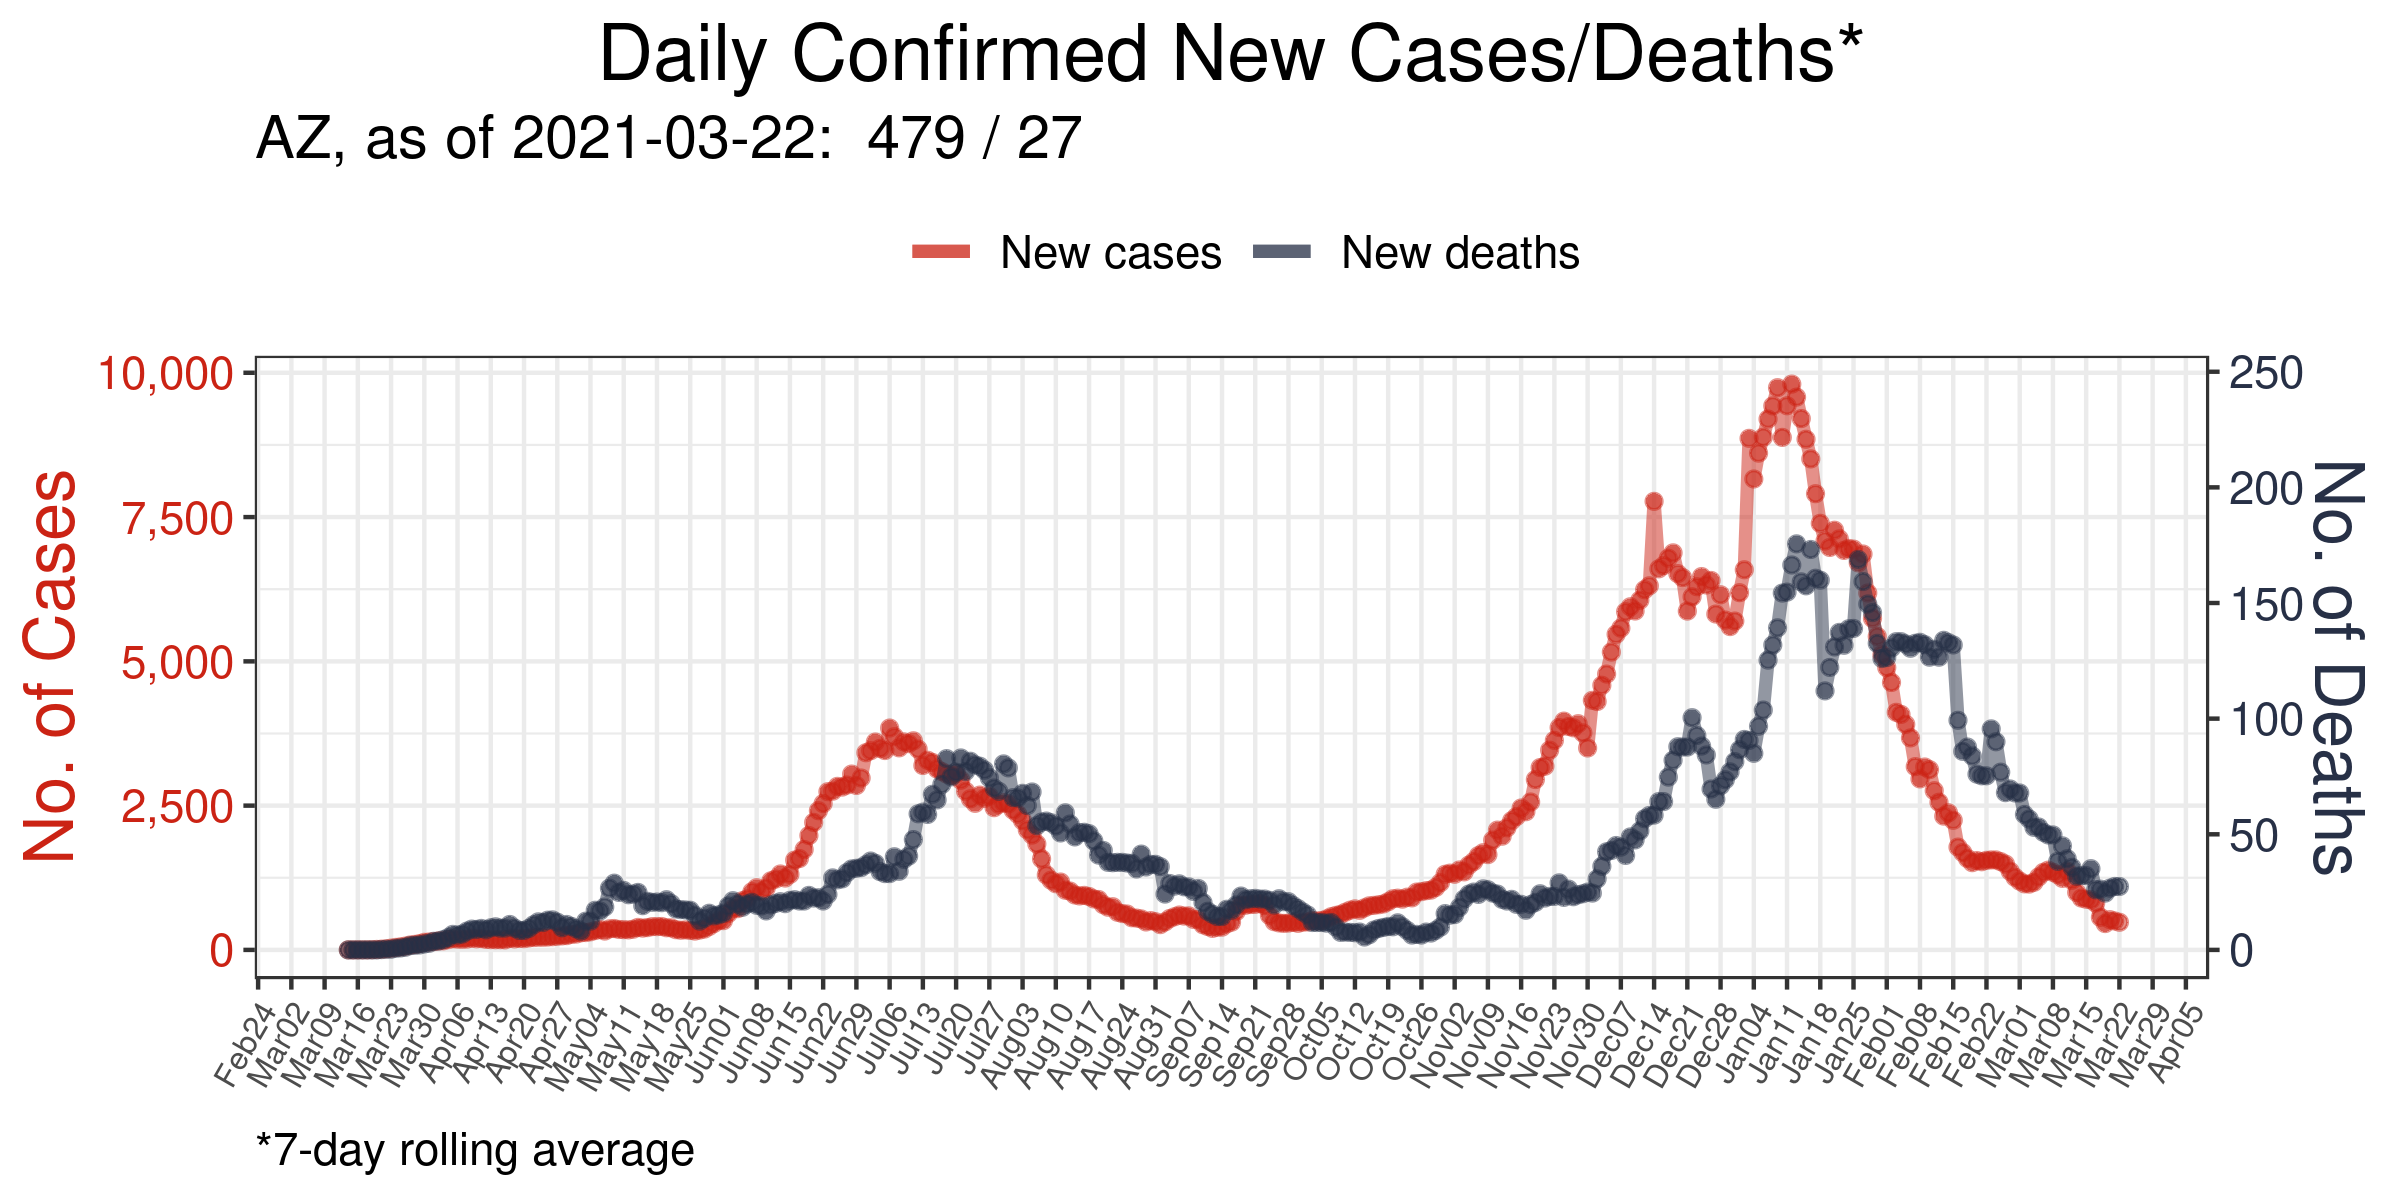 Daily Confirmed New Cases/Deaths*
AZ, as of 2021-03-22:  479 / 27
New cases
New deaths
No. of Cases
10,000
7,500
5,000
2,500
0
250
200
150
100
50
0
No. of Deaths
Feb24
Mar02
Mar09
Mar16
Mar23
Mar30
Apr06
Apr13
Apr20
Apr27
May04
May11
May18
May25
Jun01
Jun08
Jun15
Jun22
Jun29
Jul06
Jul13
Jul20
Jul27
Aug03
Aug10
Aug17
Aug24
Aug31
Sep07
Sep14
Sep21
Sep28
Oct05
Oct12
Oct19
Oct26
Nov02
Nov09
Nov16
Nov23
Nov30
Dec07
Dec14
Dec21
Dec28
Jan04
Jan11
Jan18
Jan25
Feb01
Feb08
Feb15
Feb22
Mar01
Mar08
Mar15
Mar22
Mar29
Apr05
*7-day rolling average